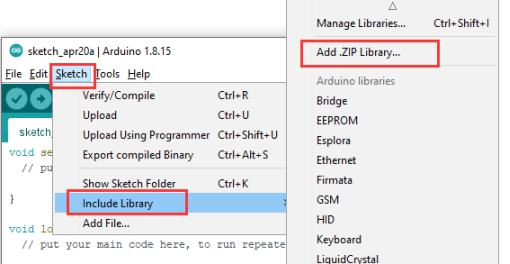 Manage Libraries... Ctrl+Shift+I
Add .ZIP Library...
Arduino libraries
Bridge
EEPROM
Esplora
Ethernet
Firmata
GSM
HID
Keyboard
LiquidCrystal
sketch_apr20a | Arduino 1.8.15
File Edit Sketch Tools Help
Verify/Compile Ctrl+R
Upload Ctrl+U
Upload Using Programmer Ctrl+Shift+U
Export compiled Binary Ctrl+Alt+S
Show Sketch Folder Ctrl+K
Include Library
Add File...
sketch_
void se
// pu
}
void lo
// put your main code here, to run repeate